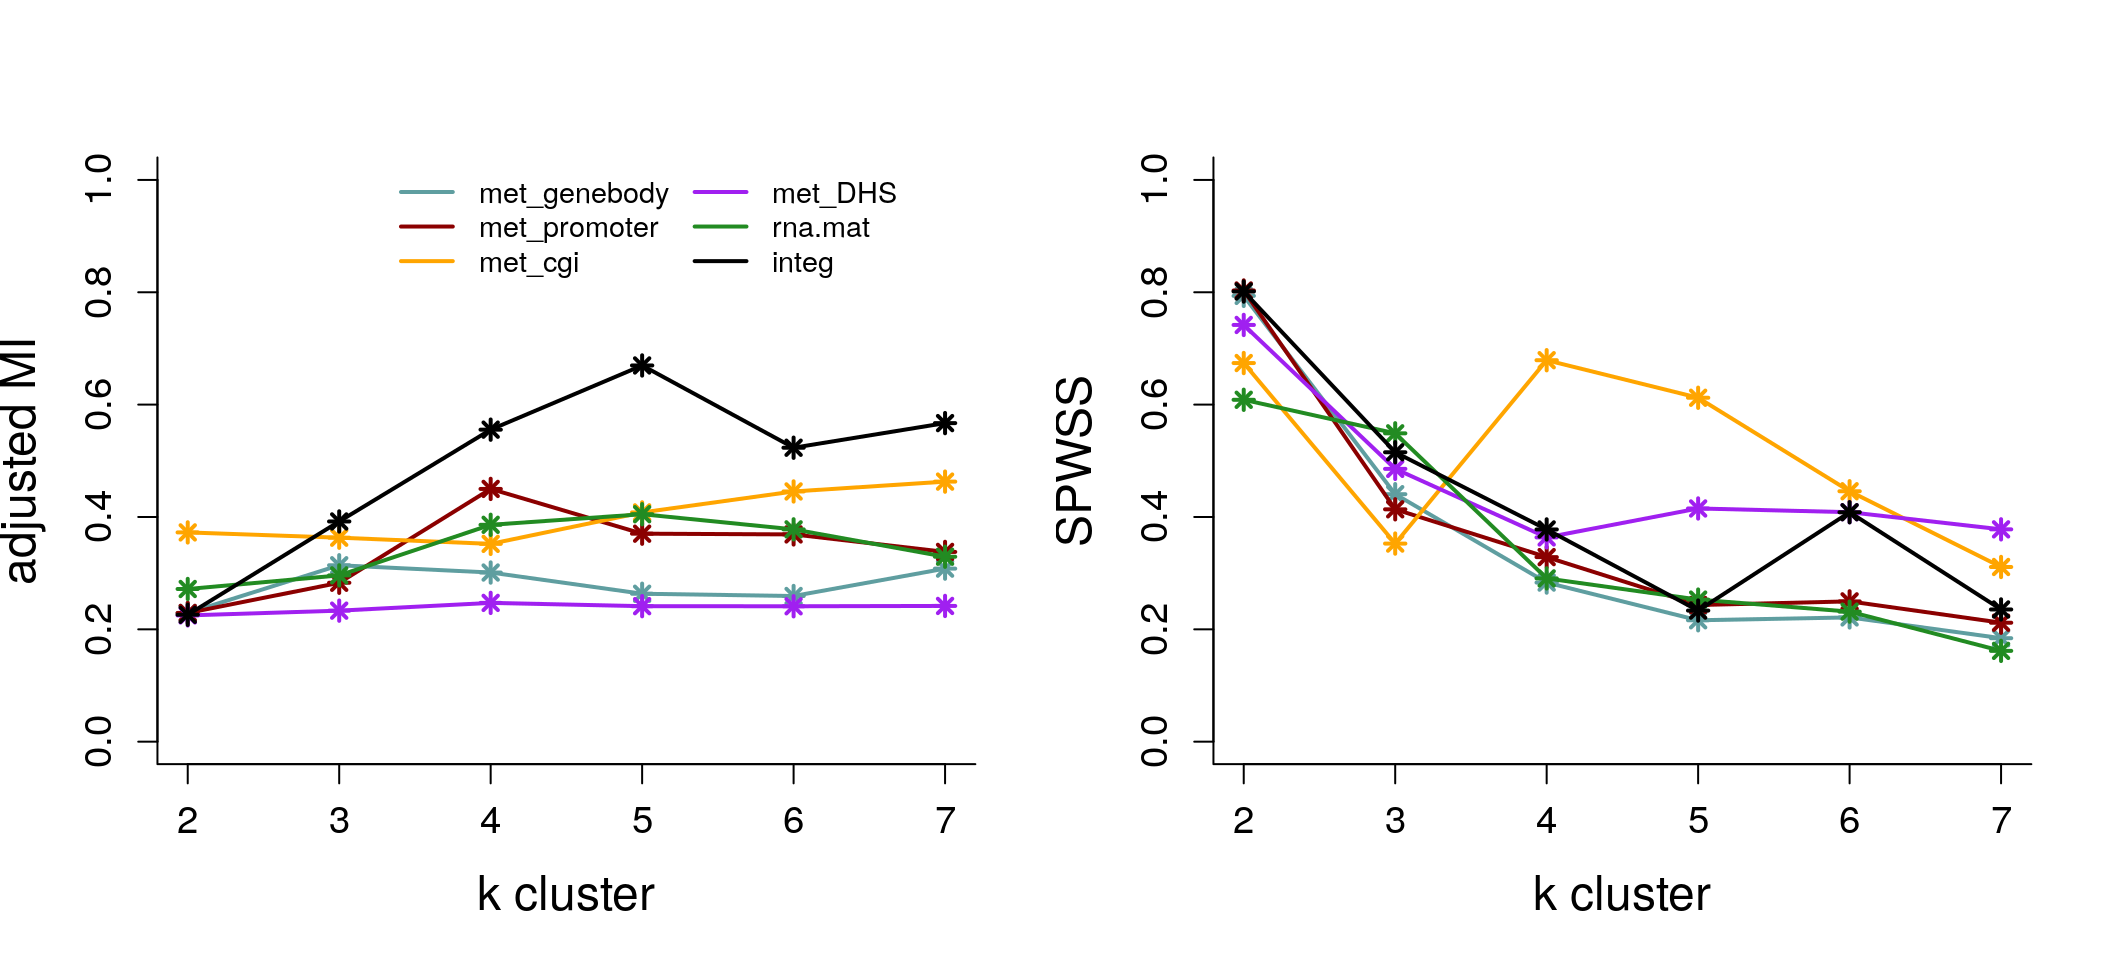 adjusted MI
1.0
0.8
0.6
0.4
0.2
0.0
met_genebody
met_promoter
met_cgi
met_DHS
rna.mat
integ
2 3 4 5 6 7
k cluster
SPWSS
1.0
0.8
0.6
0.4
0.2
0.0
2 3 4 5 6 7
k cluster